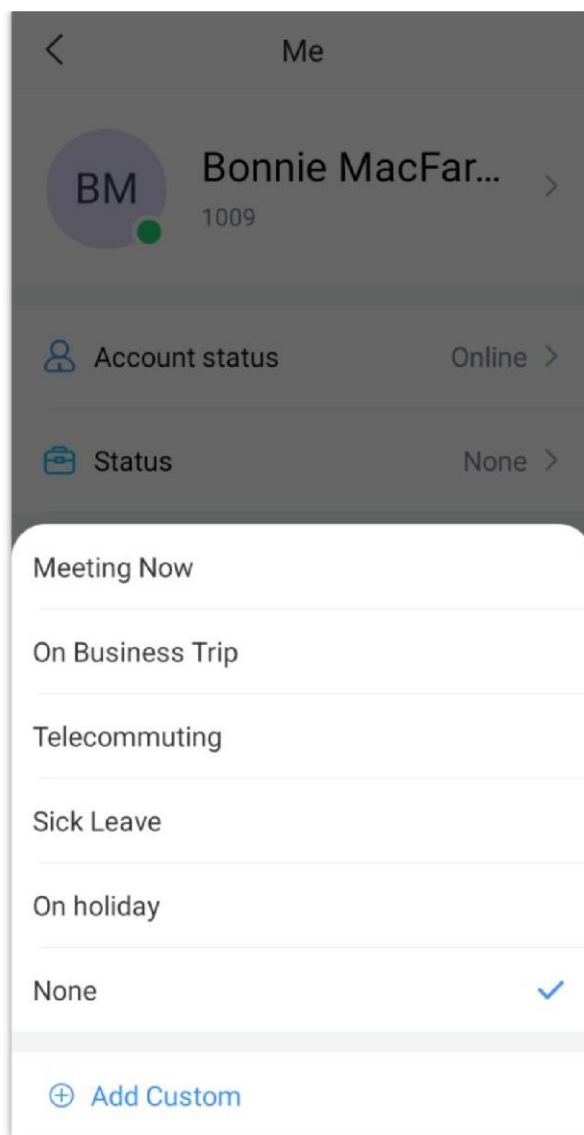 Me
BM
Bonnie MacFar...
1009
Account status Online
Status None
Meeting Now
On Business Trip
Telecommuting
Sick Leave
On holiday
None
Add Custom